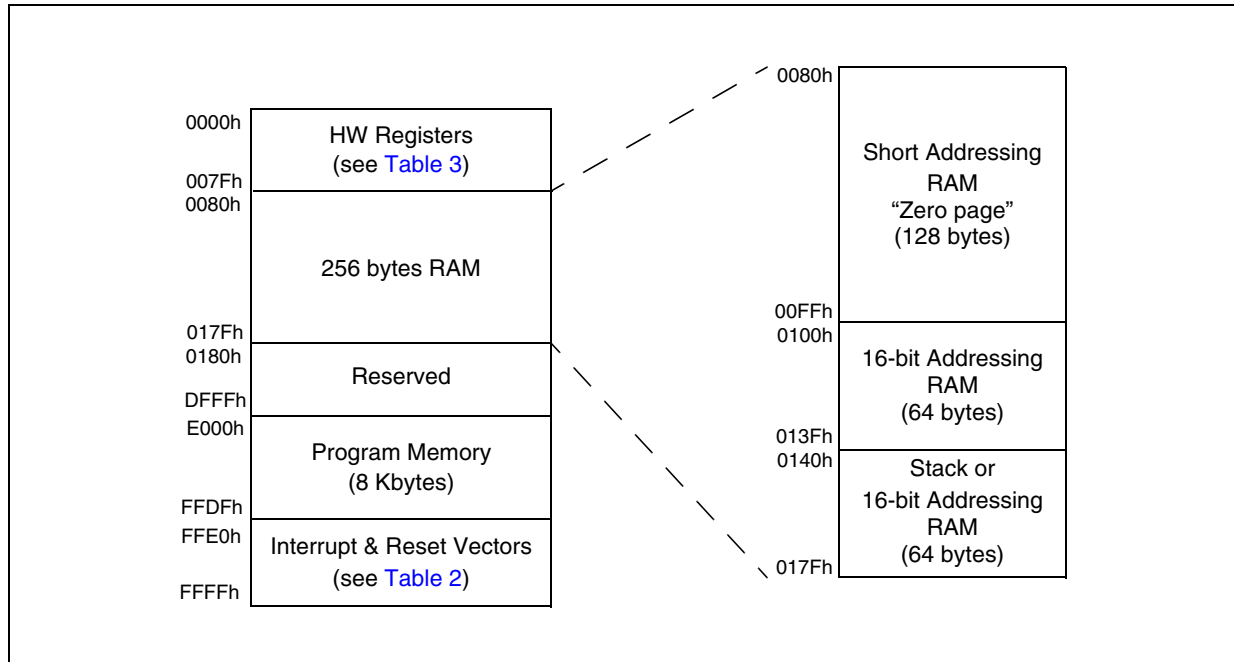 0000h
HW Registers
(see Table 3)
007Fh
0080h
256 bytes RAM
017Fh
0180h
Reserved
DFFFh
E000h
Program Memory
(8 Kbytes)
FFDFh
FFE0h
Interrupt & Reset Vectors
(see Table 2)
FFFFh
0080h
Short Addressing
RAM
“Zero page”
(128 bytes)
00FFh
0100h
16-bit Addressing
RAM
(64 bytes)
013Fh
0140h
Stack or
16-bit Addressing
RAM
(64 bytes)
017Fh